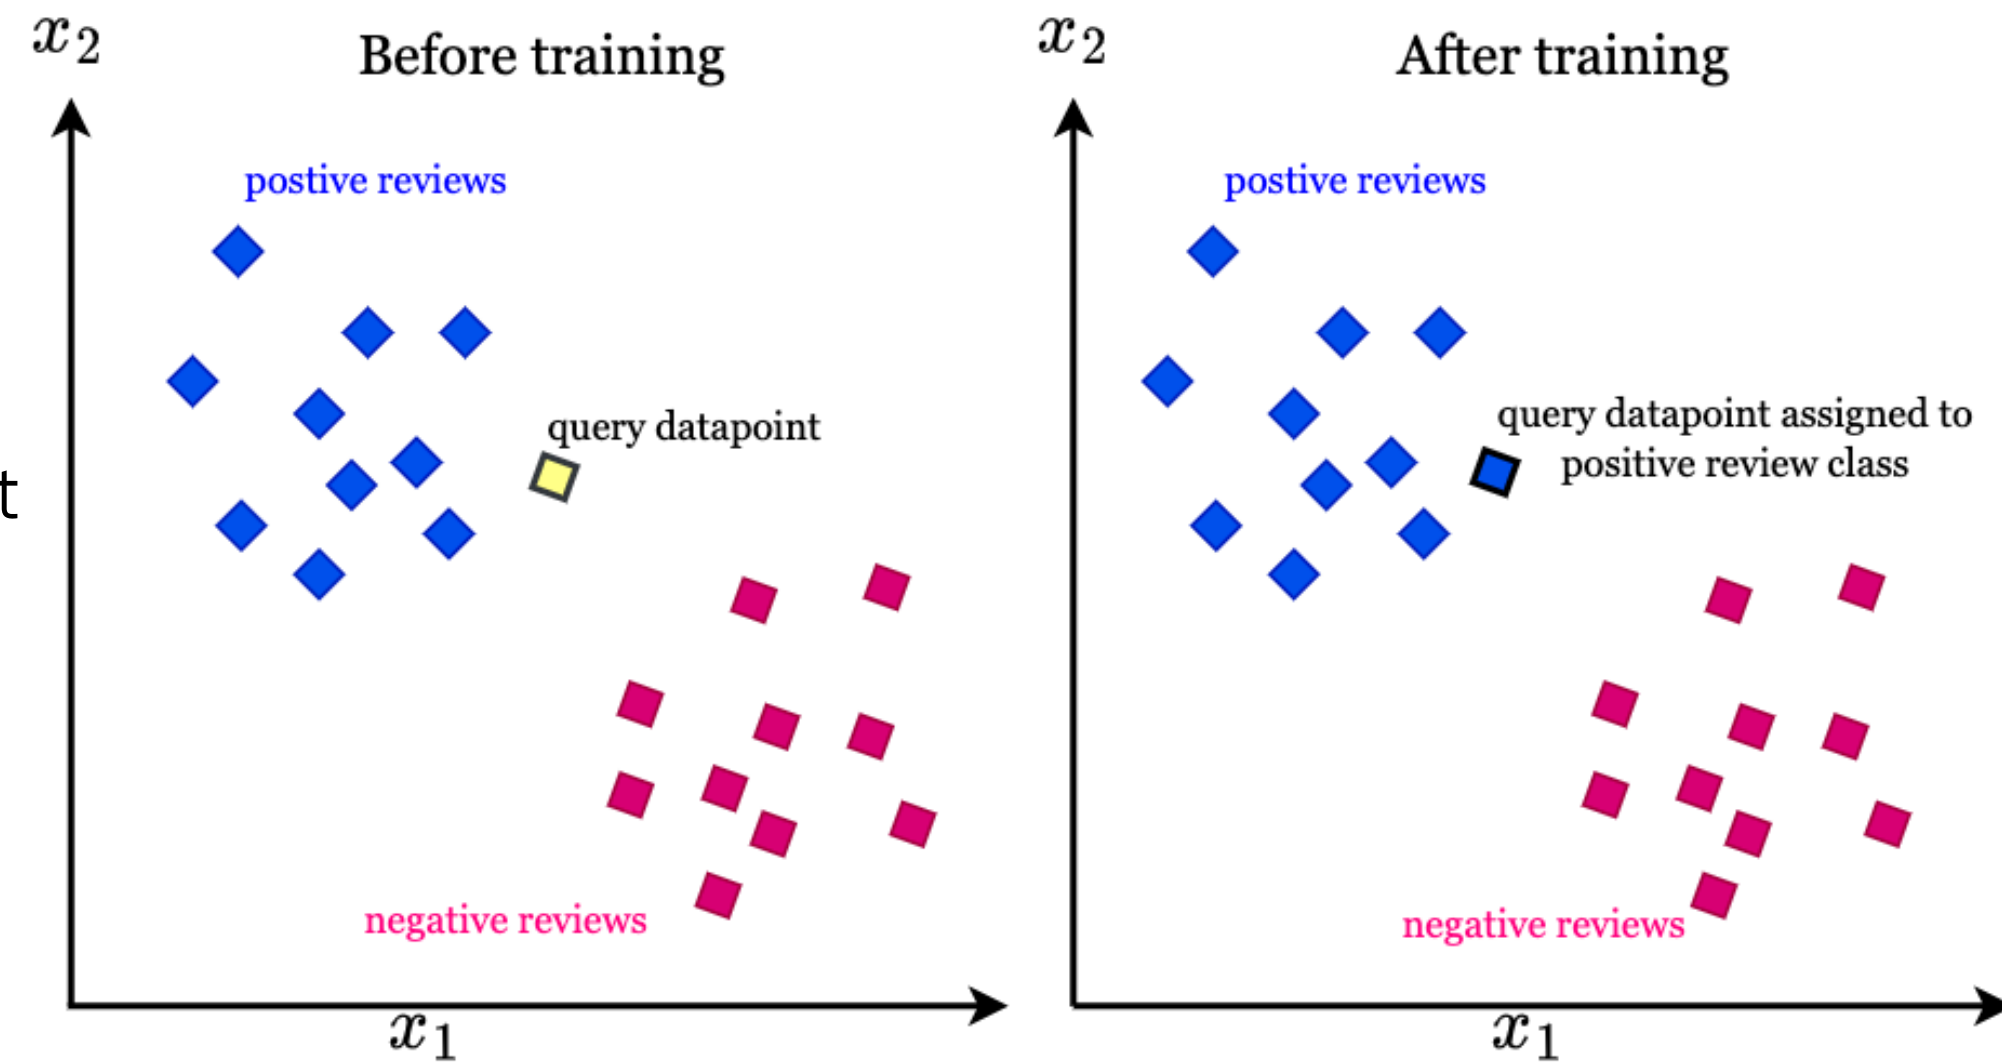 x2
Before training
postive reviews
query datapoint
t
negative reviews
x1
x2
After training
postive reviews
query datapoint assigned to
positive review class
negative reviews
x1